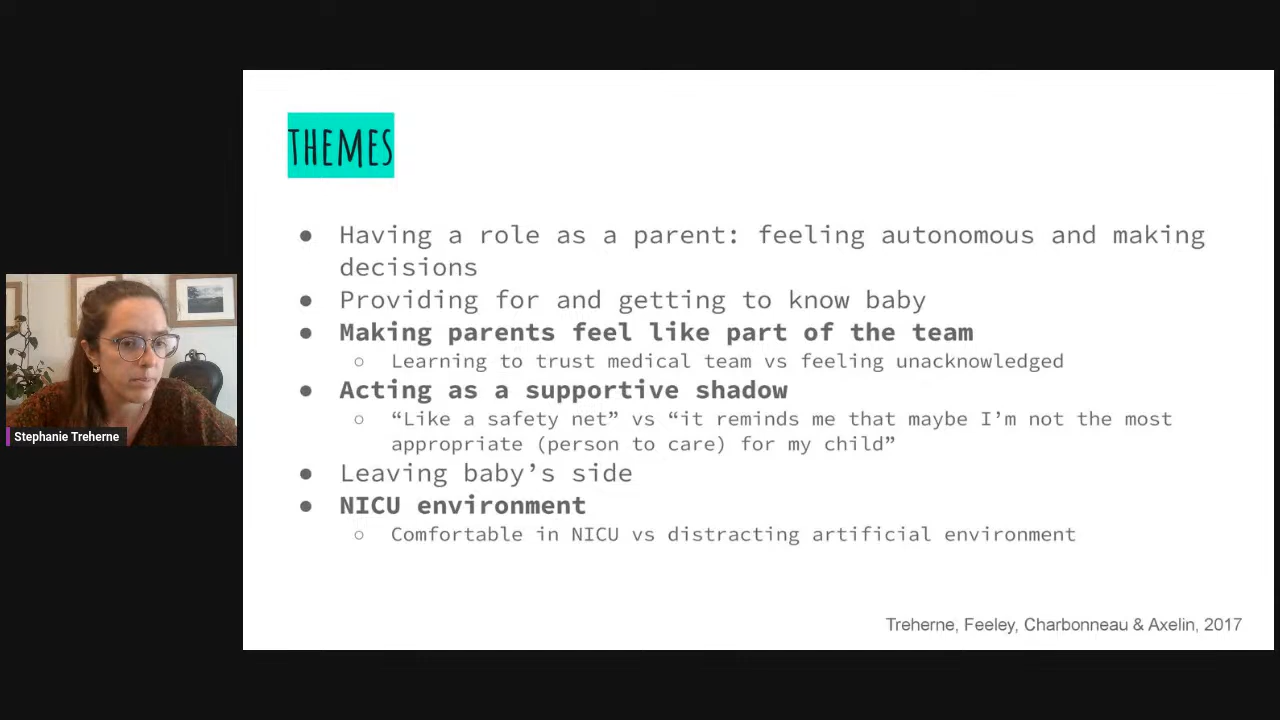 THEMES
● Having a role as a parent: feeling autonomous and making
decisions
● Providing for and getting to know baby
● Making parents feel like part of the team
○ Learning to trust medical team vs feeling unacknowledged
● Acting as a supportive shadow
○ “Like a safety net” vs “it reminds me that maybe I’m not the most
appropriate (person to care) for my child”
● Leaving baby’s side
● NICU environment
○ Comfortable in NICU vs distracting artificial environment
Treherne, Feeley, Charbonneau & Axelin, 2017
Stephanie Treherne